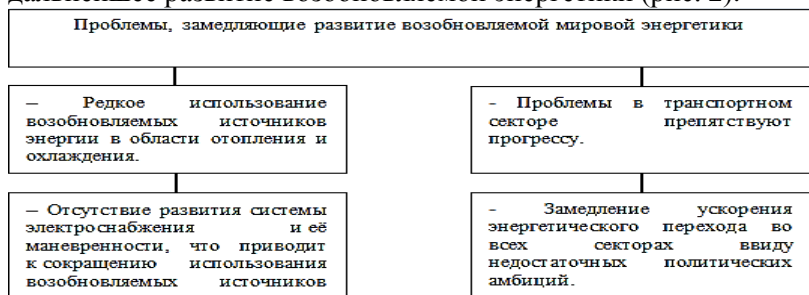 дальнейшее развитие возобновляемой энергетики (рис. 2).
Проблемы, замедляющие развитие возобновляемой мировой энергетики
– Редкое использование
возобновляемых источников
энергии в области отопления и
охлаждения.
- Проблемы в транспортном
секторе препятствуют
прогрессу.
– Отсутствие развития системы
электроснабжения и её
маневренности, что приводит
к сокращению использования
возобновляемых источников
- Замедление ускорения
энергетического перехода во
всех секторах ввиду
недостаточных политических
амбиций.